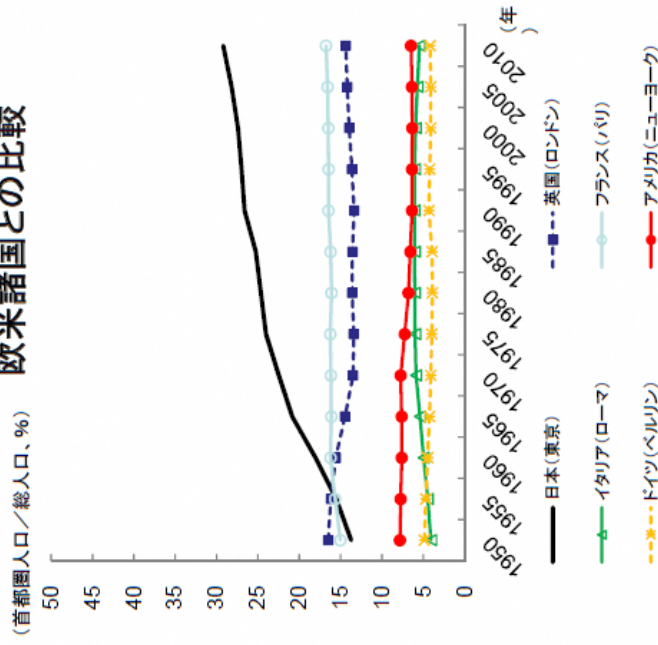 欧米諸国との比較
(首都圏人口／総人口、%)
50
45
40
35
30
25
20
15
10
5
0
1950 1955 1960 1965 1970 1975 1980 1985 1990 1995 2000 2005 2010 (年)
日本(東京) 英国(ロンドン)
イタリア(ローマ) フランス(パリ)
ドイツ(ベルリン) アメリカ(ニューヨーク)